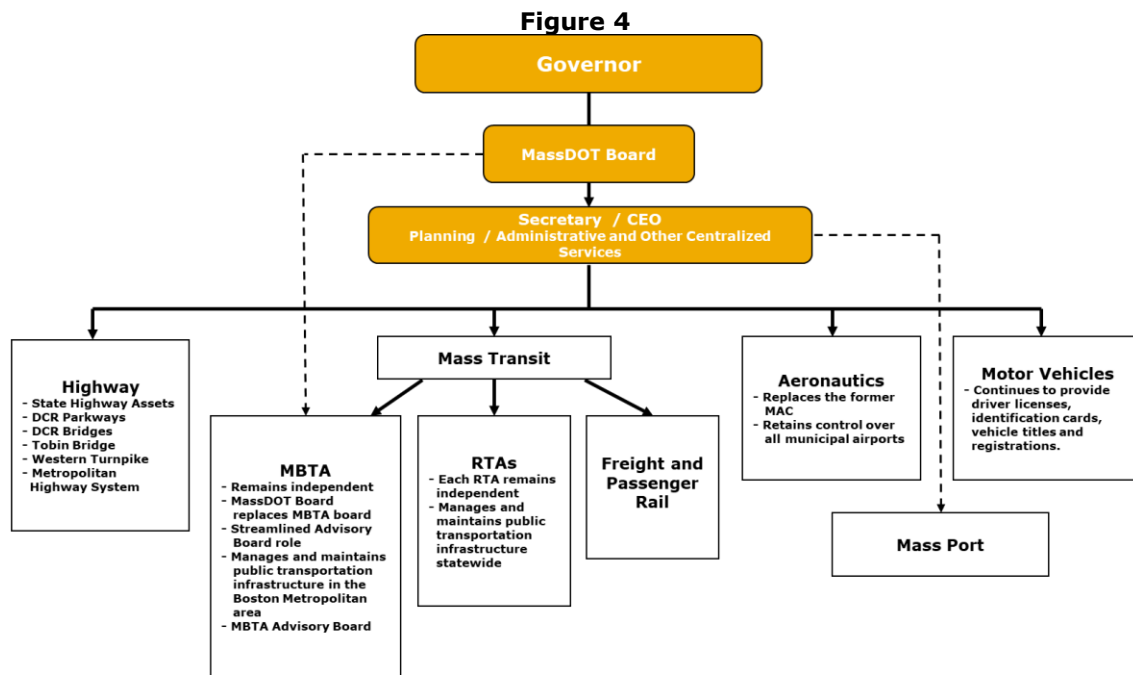 Figure 4
Governor
MassDOT Board
Secretary / CEO
Planning / Administrative and Other Centralized
Services
Highway
- State Highway Assets
- DCR Parkways
- DCR Bridges
- Tobin Bridge
- Western Turnpike
- Metropolitan
Highway System
Mass Transit
MBTA
- Remains independent
- MassDOT Board
replaces MBTA board
- Streamlined Advisory
Board role
- Manages and maintains
public transportation
infrastructure in the
Boston Metropolitan
area
- MBTA Advisory Board
RTAs
- Each RTA remains
independent
- Manages and
maintains public
transportation
infrastructure
statewide
Freight and
Passenger
Rail
Aeronautics
- Replaces the former
MAC
- Retains control over
all municipal airports
Motor Vehicles
- Continues to provide
driver licenses,
identification cards,
vehicle titles and
registrations.
Mass Port